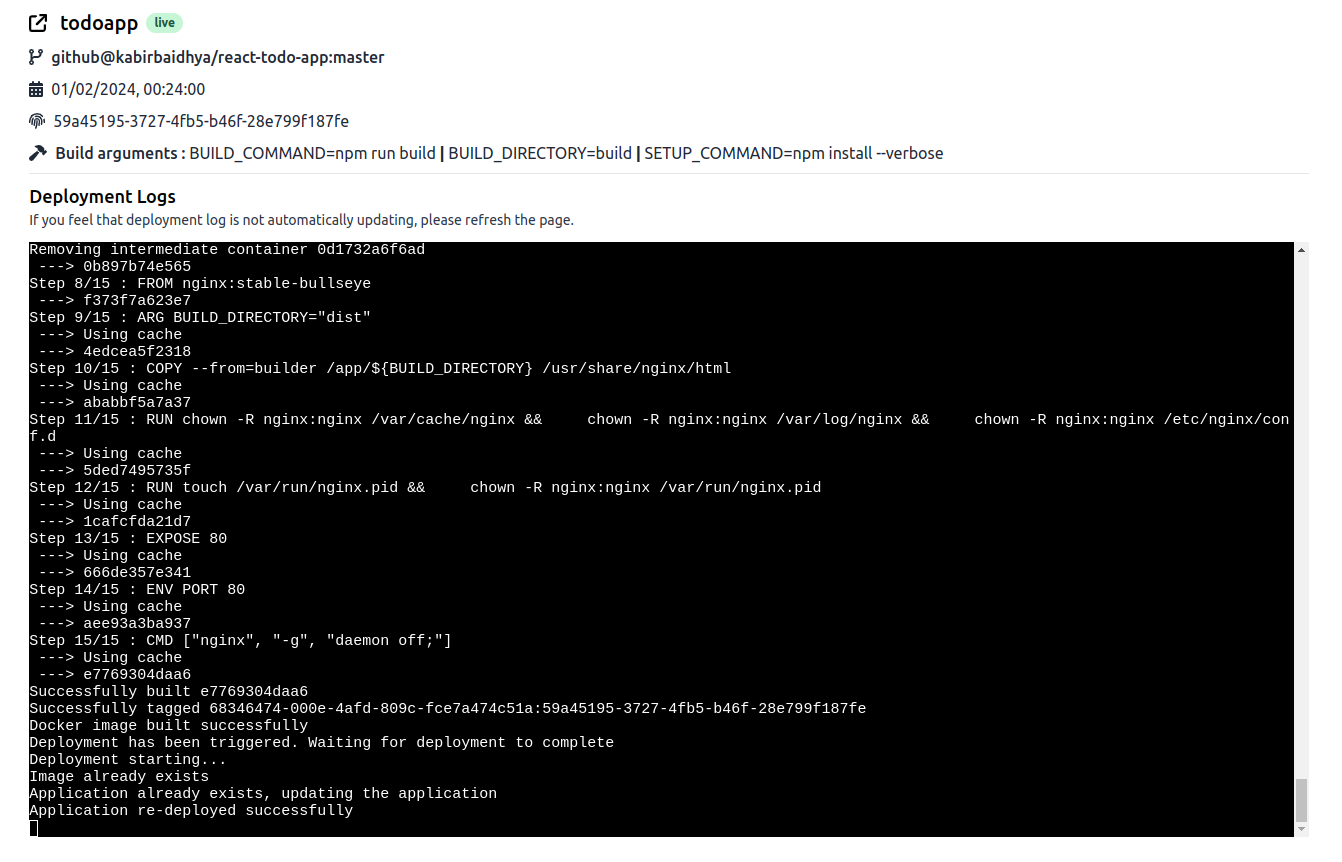 todoapp live
github@kabirbaidhya/react-todo-app:master
01/02/2024, 00:24:00
59a45195-3727-4fb5-b46f-28e799f187fe
Build arguments : BUILD_COMMAND=npm run build | BUILD_DIRECTORY=build | SETUP_COMMAND=npm install --verbose
Deployment Logs
If you feel that deployment log is not automatically updating, please refresh the page.
Removing intermediate container 0d1732a6f6ad
 ---> 0b897b74e565
Step 8/15 : FROM nginx:stable-bullseye
 ---> f373f7a623e7
Step 9/15 : ARG BUILD_DIRECTORY="dist"
 ---> Using cache
 ---> 4edcea5f2318
Step 10/15 : COPY --from=builder /app/${BUILD_DIRECTORY} /usr/share/nginx/html
 ---> Using cache
 ---> ababbf5a7a37
Step 11/15 : RUN chown -R nginx:nginx /var/cache/nginx &&     chown -R nginx:nginx /var/log/nginx &&     chown -R nginx:nginx /etc/nginx/con
f.d
 ---> Using cache
 ---> 5ded7495735f
Step 12/15 : RUN touch /var/run/nginx.pid &&     chown -R nginx:nginx /var/run/nginx.pid
 ---> Using cache
 ---> 1cafcfda21d7
Step 13/15 : EXPOSE 80
 ---> Using cache
 ---> 666de357e341
Step 14/15 : ENV PORT 80
 ---> Using cache
 ---> aee93a3ba937
Step 15/15 : CMD ["nginx", "-g", "daemon off;"]
 ---> Using cache
 ---> e7769304daa6
Successfully built e7769304daa6
Successfully tagged 68346474-000e-4afd-809c-fce7a474c51a:59a45195-3727-4fb5-b46f-28e799f187fe
Docker image built successfully
Deployment has been triggered. Waiting for deployment to complete
Deployment starting...
Image already exists
Application already exists, updating the application
Application re-deployed successfully